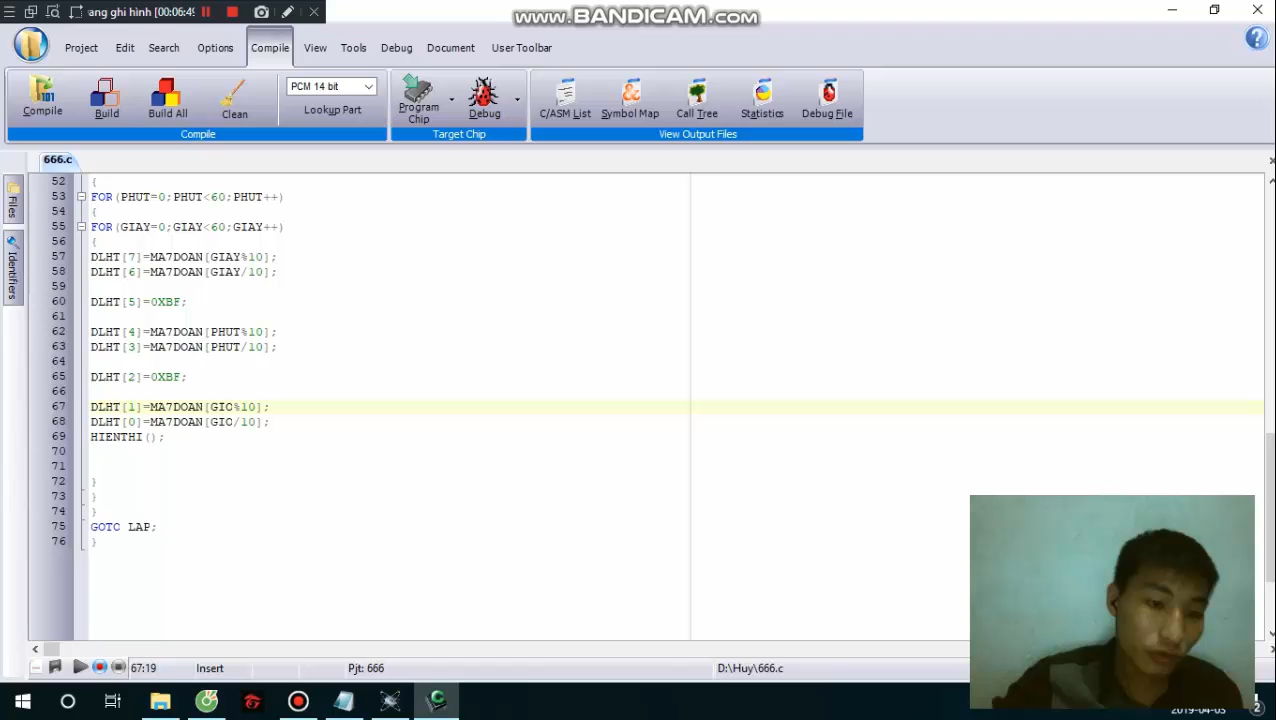 ang ghi hình [00:06:49]
www.BANDICAM.com
Project Edit Search Options Compile View Tools Debug Document User Toolbar
Compile
Build
Build All
Clean
PCM 14 bit
Lookup Part
Compile
Program Chip
Debug
Target Chip
C/ASM List
Symbol Map
Call Tree
Statistics
Debug File
View Output Files
666.c
Files
Identifiers
52 {
53 FOR(PHUT=0;PHUT<60;PHUT++)
54 {
55 FOR(GIAY=0;GIAY<60;GIAY++)
56 {
57 DLHT[7]=MA7DOAN[GIAY%10];
58 DLHT[6]=MA7DOAN[GIAY/10];
59
60 DLHT[5]=0XBF;
61
62 DLHT[4]=MA7DOAN[PHUT%10];
63 DLHT[3]=MA7DOAN[PHUT/10];
64
65 DLHT[2]=0XBF;
66
67 DLHT[1]=MA7DOAN[GIO%10];
68 DLHT[0]=MA7DOAN[GIO/10];
69 HIENTHI();
70
71
72 }
73 }
74 }
75 GOTO LAP;
76 }
67:19 Insert Pjt: 666 D:\Huy\666.c
2019-04-03
2